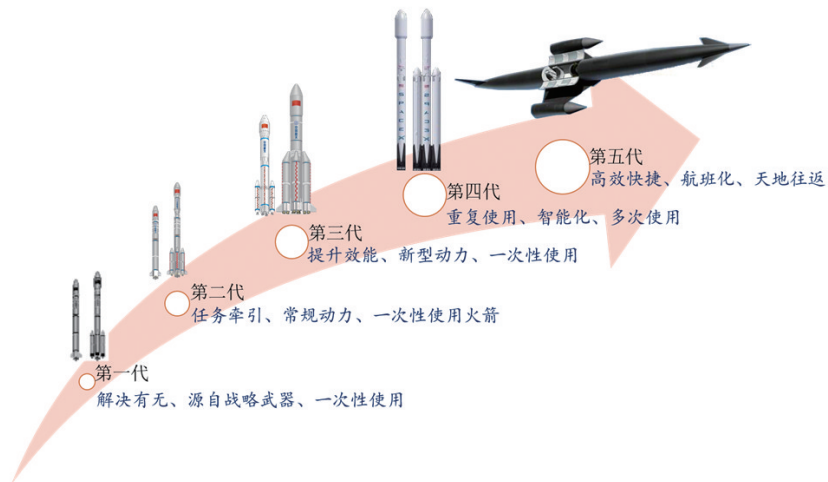 第五代
高效快捷、航班化、天地往返
第四代
重复使用、智能化、多次使用
第三代
提升效能、新型动力、一次性使用
第二代
任务牵引、常规动力、一次性使用火箭
第一代
解决有无、源自战略武器、一次性使用